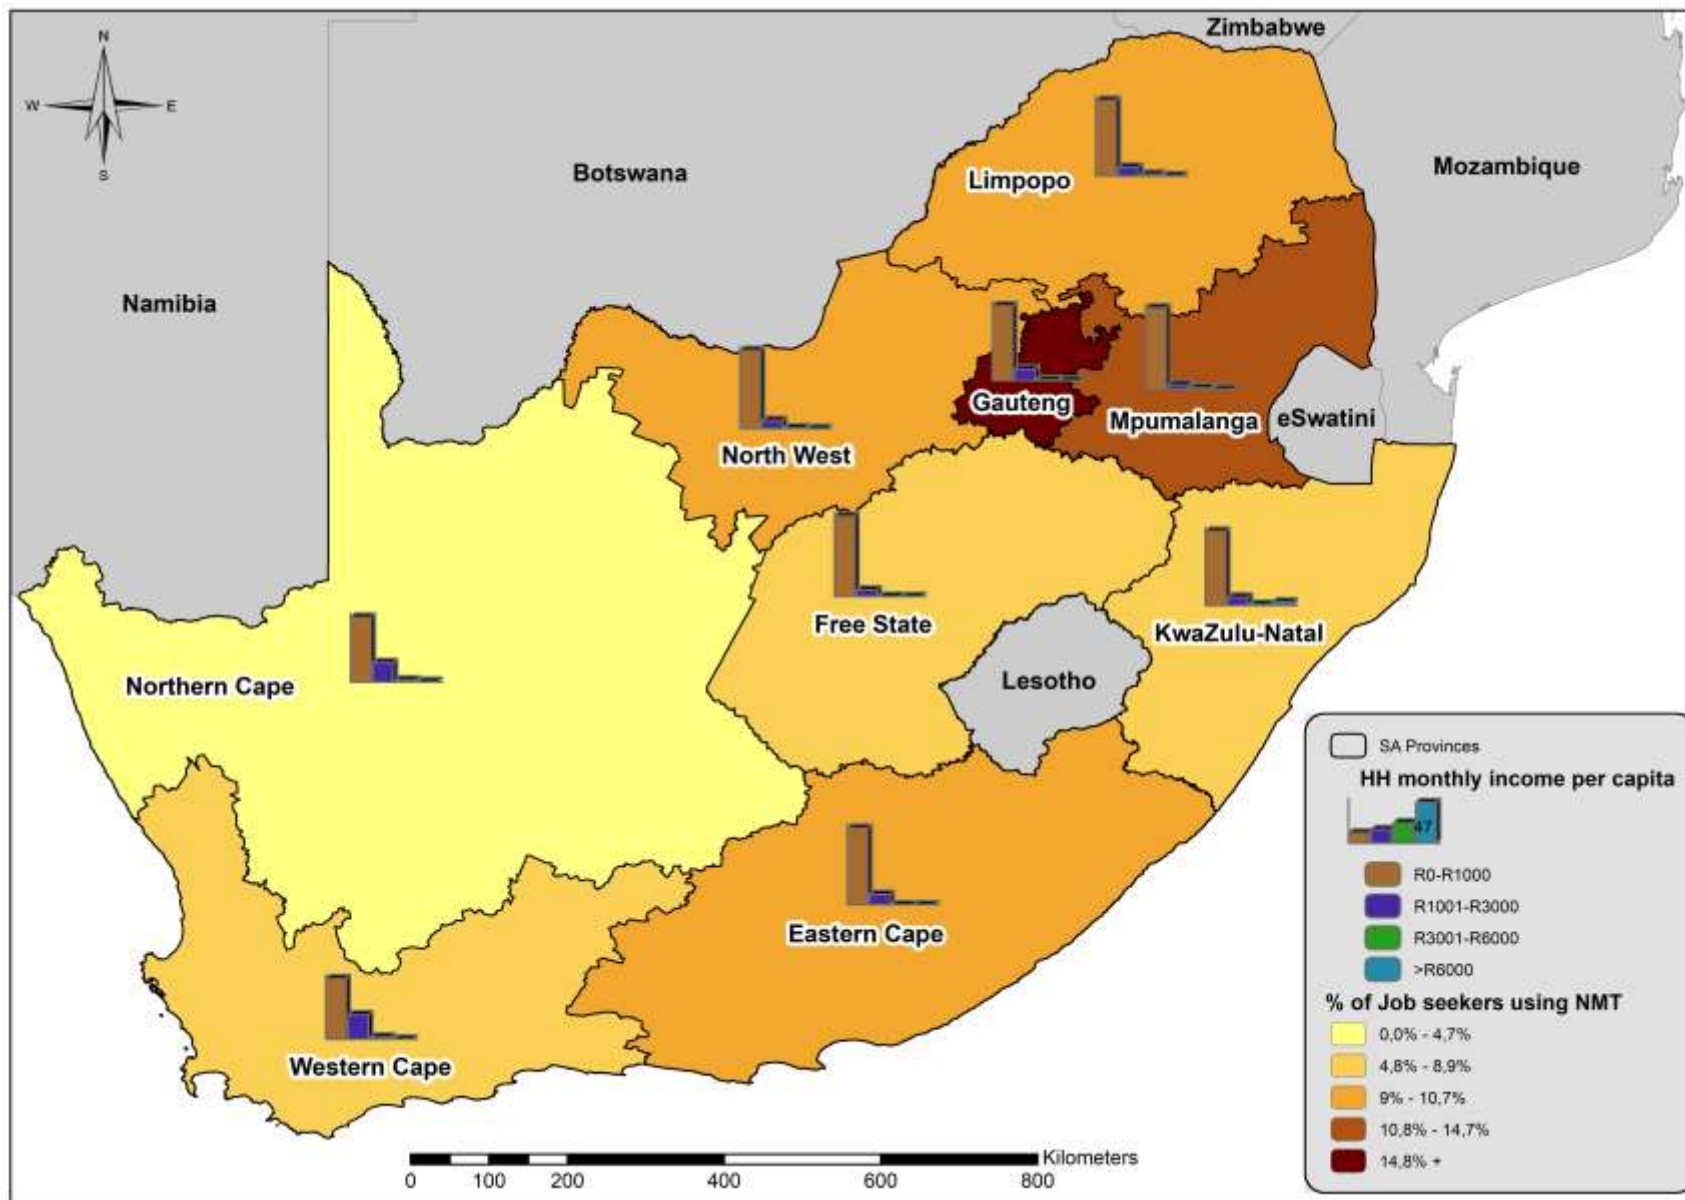 Zimbabwe
N
W
E
S
Botswana
Mozambique
Limpopo
Namibia
Gauteng
Mpumalanga
eSwatini
North West
Free State
KwaZulu-Natal
Northern Cape
Lesotho
Eastern Cape
Western Cape
SA Provinces
HH monthly income per capita
47
R0-R1000
R1001-R3000
R3001-R6000
>R6000
% of Job seekers using NMT
0,0% - 4,7%
4,8% - 8,9%
9% - 10,7%
10,8% - 14,7%
14,8% +
Kilometers
0 100 200 400 600 800